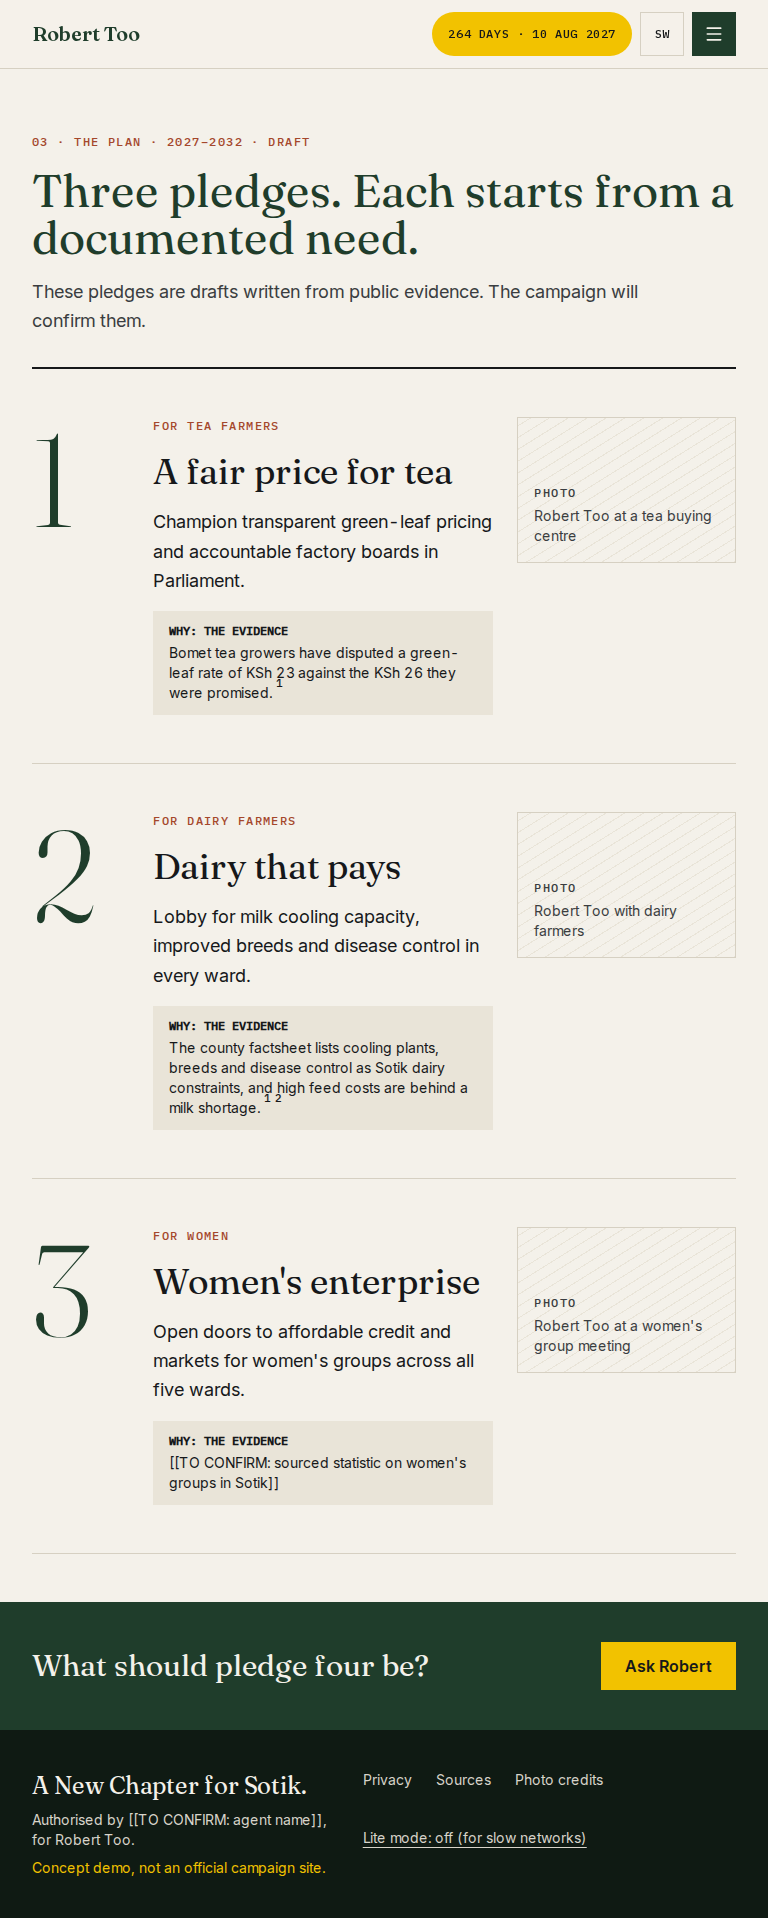 Robert Too
264 DAYS · 10 AUG 2027
SW
03 · THE PLAN · 2027–2032 · DRAFT
Three pledges. Each starts from a
documented need.
These pledges are drafts written from public evidence. The campaign will
confirm them.
1
FOR TEA FARMERS
A fair price for tea
Champion transparent green-leaf pricing
and accountable factory boards in
Parliament.
WHY: THE EVIDENCE
Bomet tea growers have disputed a green-
leaf rate of KSh 23 against the KSh 26 they
were promised. 1
PHOTO
Robert Too at a tea buying
centre
2
FOR DAIRY FARMERS
Dairy that pays
Lobby for milk cooling capacity,
improved breeds and disease control in
every ward.
WHY: THE EVIDENCE
The county factsheet lists cooling plants,
breeds and disease control as Sotik dairy
constraints, and high feed costs are behind a
milk shortage. 1 2
PHOTO
Robert Too with dairy
farmers
3
FOR WOMEN
Women's enterprise
Open doors to affordable credit and
markets for women's groups across all
five wards.
WHY: THE EVIDENCE
[[TO CONFIRM: sourced statistic on women's
groups in Sotik]]
PHOTO
Robert Too at a women's
group meeting
What should pledge four be?
Ask Robert
A New Chapter for Sotik.
Authorised by [[TO CONFIRM: agent name]],
for Robert Too.
Concept demo, not an official campaign site.
Privacy Sources Photo credits
Lite mode: off (for slow networks)